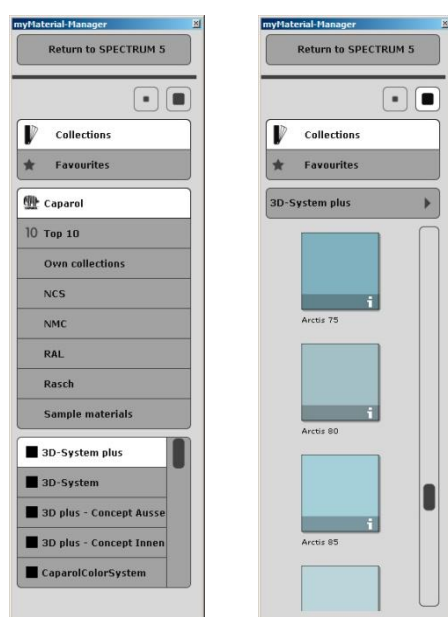 myMaterial-Manager
Return to SPECTRUM 5
Collections
Favourites
Caparol
10 Top 10
Own collections
NCS
NMC
RAL
Rasch
Sample materials
3D-System plus
3D-System
3D plus - Concept Ausse
3D plus - Concept Innen
CaparolColorSystem
myMaterial-Manager
Return to SPECTRUM 5
Collections
Favourites
3D-System plus
i
Arctis 75
i
Arctis 80
i
Arctis 85